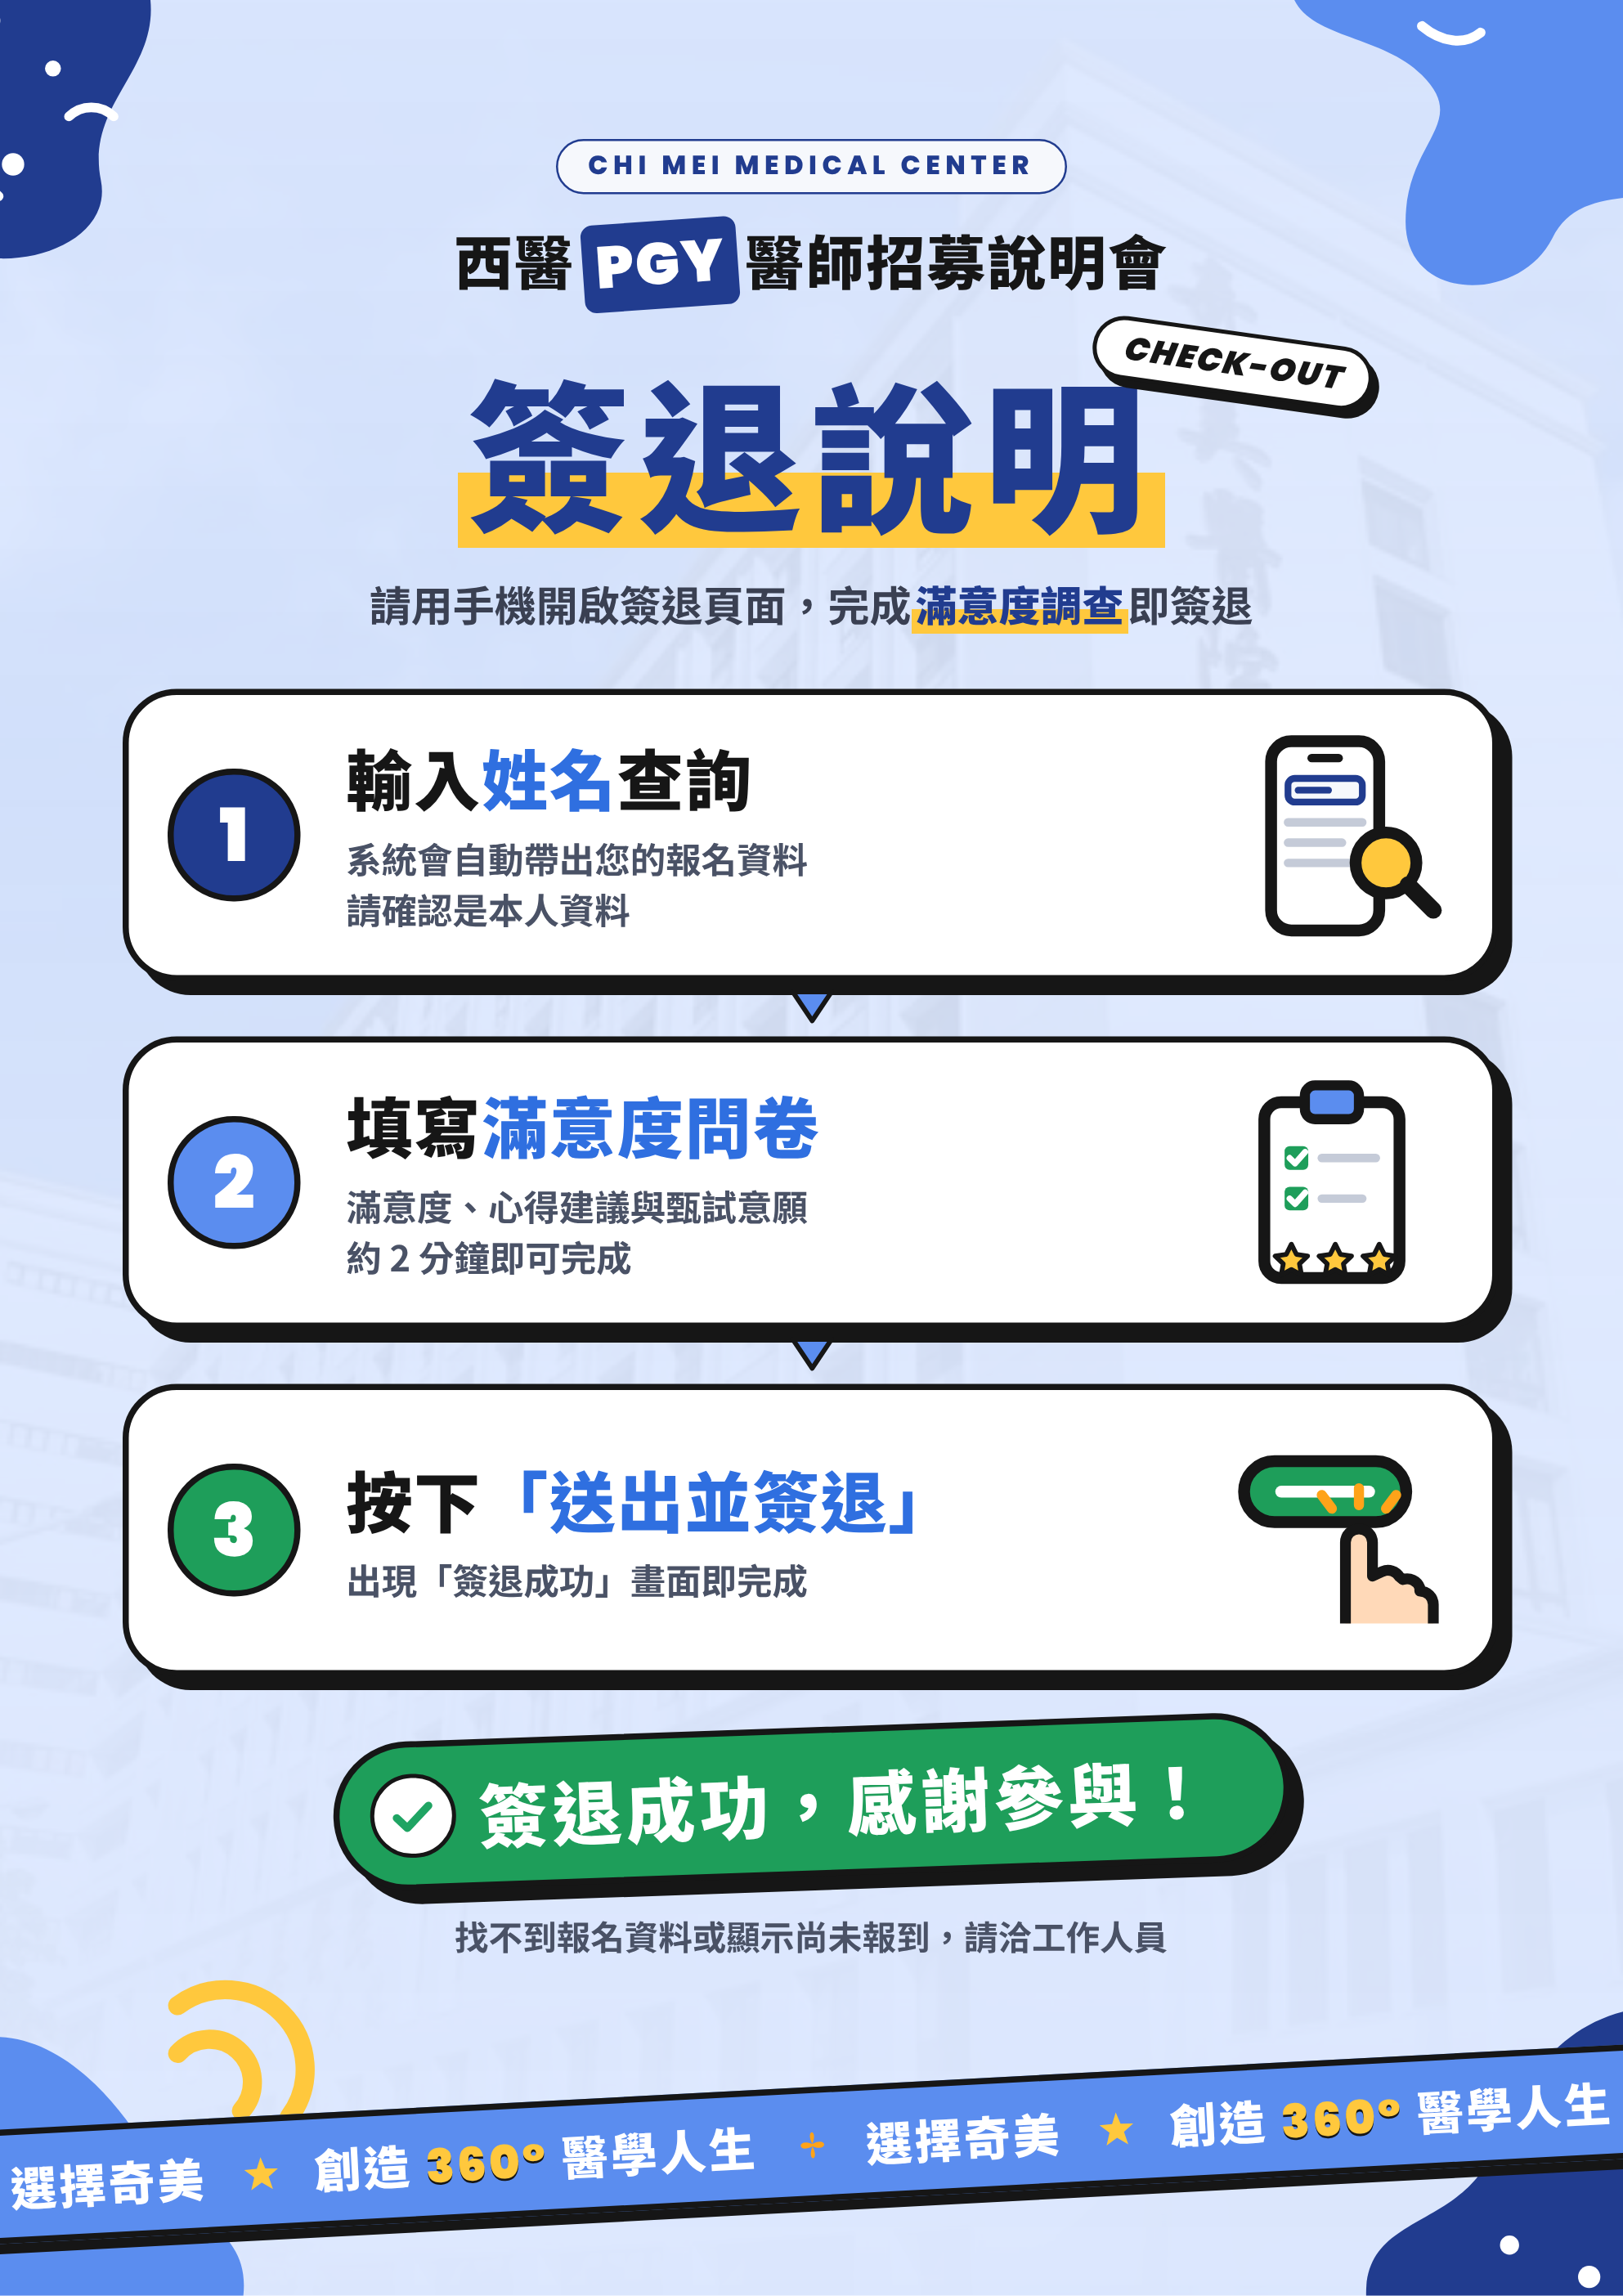 CHI MEI MEDICAL CENTER
西醫PGY醫師招募說明會
CHECK-OUT
簽退說明
請用手機開啟簽退頁面，完成滿意度調查即簽退
1
輸入姓名查詢
系統會自動帶出您的報名資料
請確認是本人資料
2
填寫滿意度問卷
滿意度、心得建議與甄試意願
約 2 分鐘即可完成
3
按下「送出並簽退」
出現「簽退成功」畫面即完成
簽退成功，感謝參與！
找不到報名資料或顯示尚未報到，請洽工作人員
選擇奇美 ★ 創造 360° 醫學人生 選擇奇美 ★ 創造 360° 醫學人生